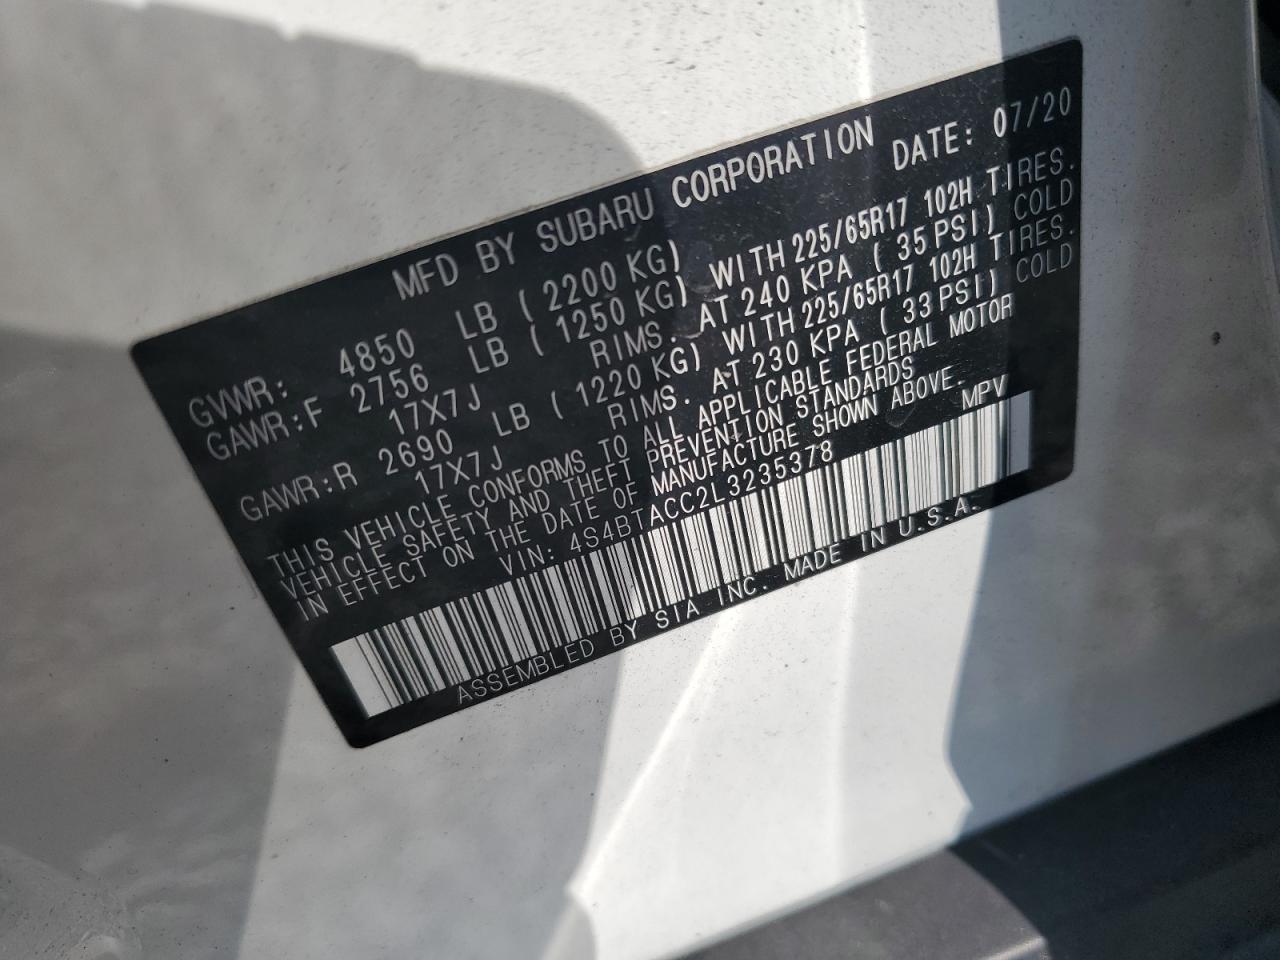 MFD BY SUBARU CORPORATION DATE: 07/20
GVWR: 4850 LB (2200 KG)
GAWR:F 2756 LB (1250 KG) WITH 225/65R17 102H TIRES.
17X7J RIMS. AT 240 KPA (35 PSI) COLD
GAWR:R 2690 LB (1220 KG) WITH 225/65R17 102H TIRES.
17X7J RIMS. AT 230 KPA (33 PSI) COLD
THIS VEHICLE CONFORMS TO ALL APPLICABLE FEDERAL MOTOR
VEHICLE SAFETY AND THEFT PREVENTION STANDARDS
IN EFFECT ON THE DATE OF MANUFACTURE SHOWN ABOVE.
VIN: 4S4BTACC2L3235378 MPV
ASSEMBLED BY SIA INC. MADE IN U.S.A.